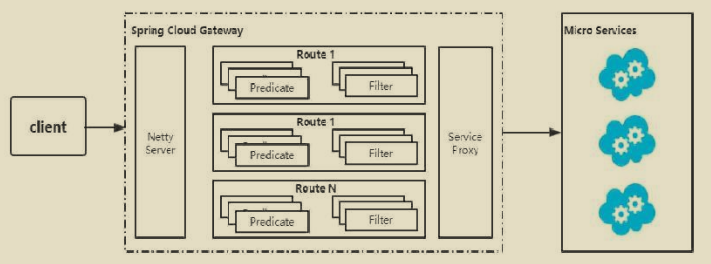 Spring Cloud Gateway
Micro Services
client
Netty
Server
Route 1
Predicate
Filter
Route 1
Predicate
Filter
Route N
Predicate
Filter
Service
Proxy